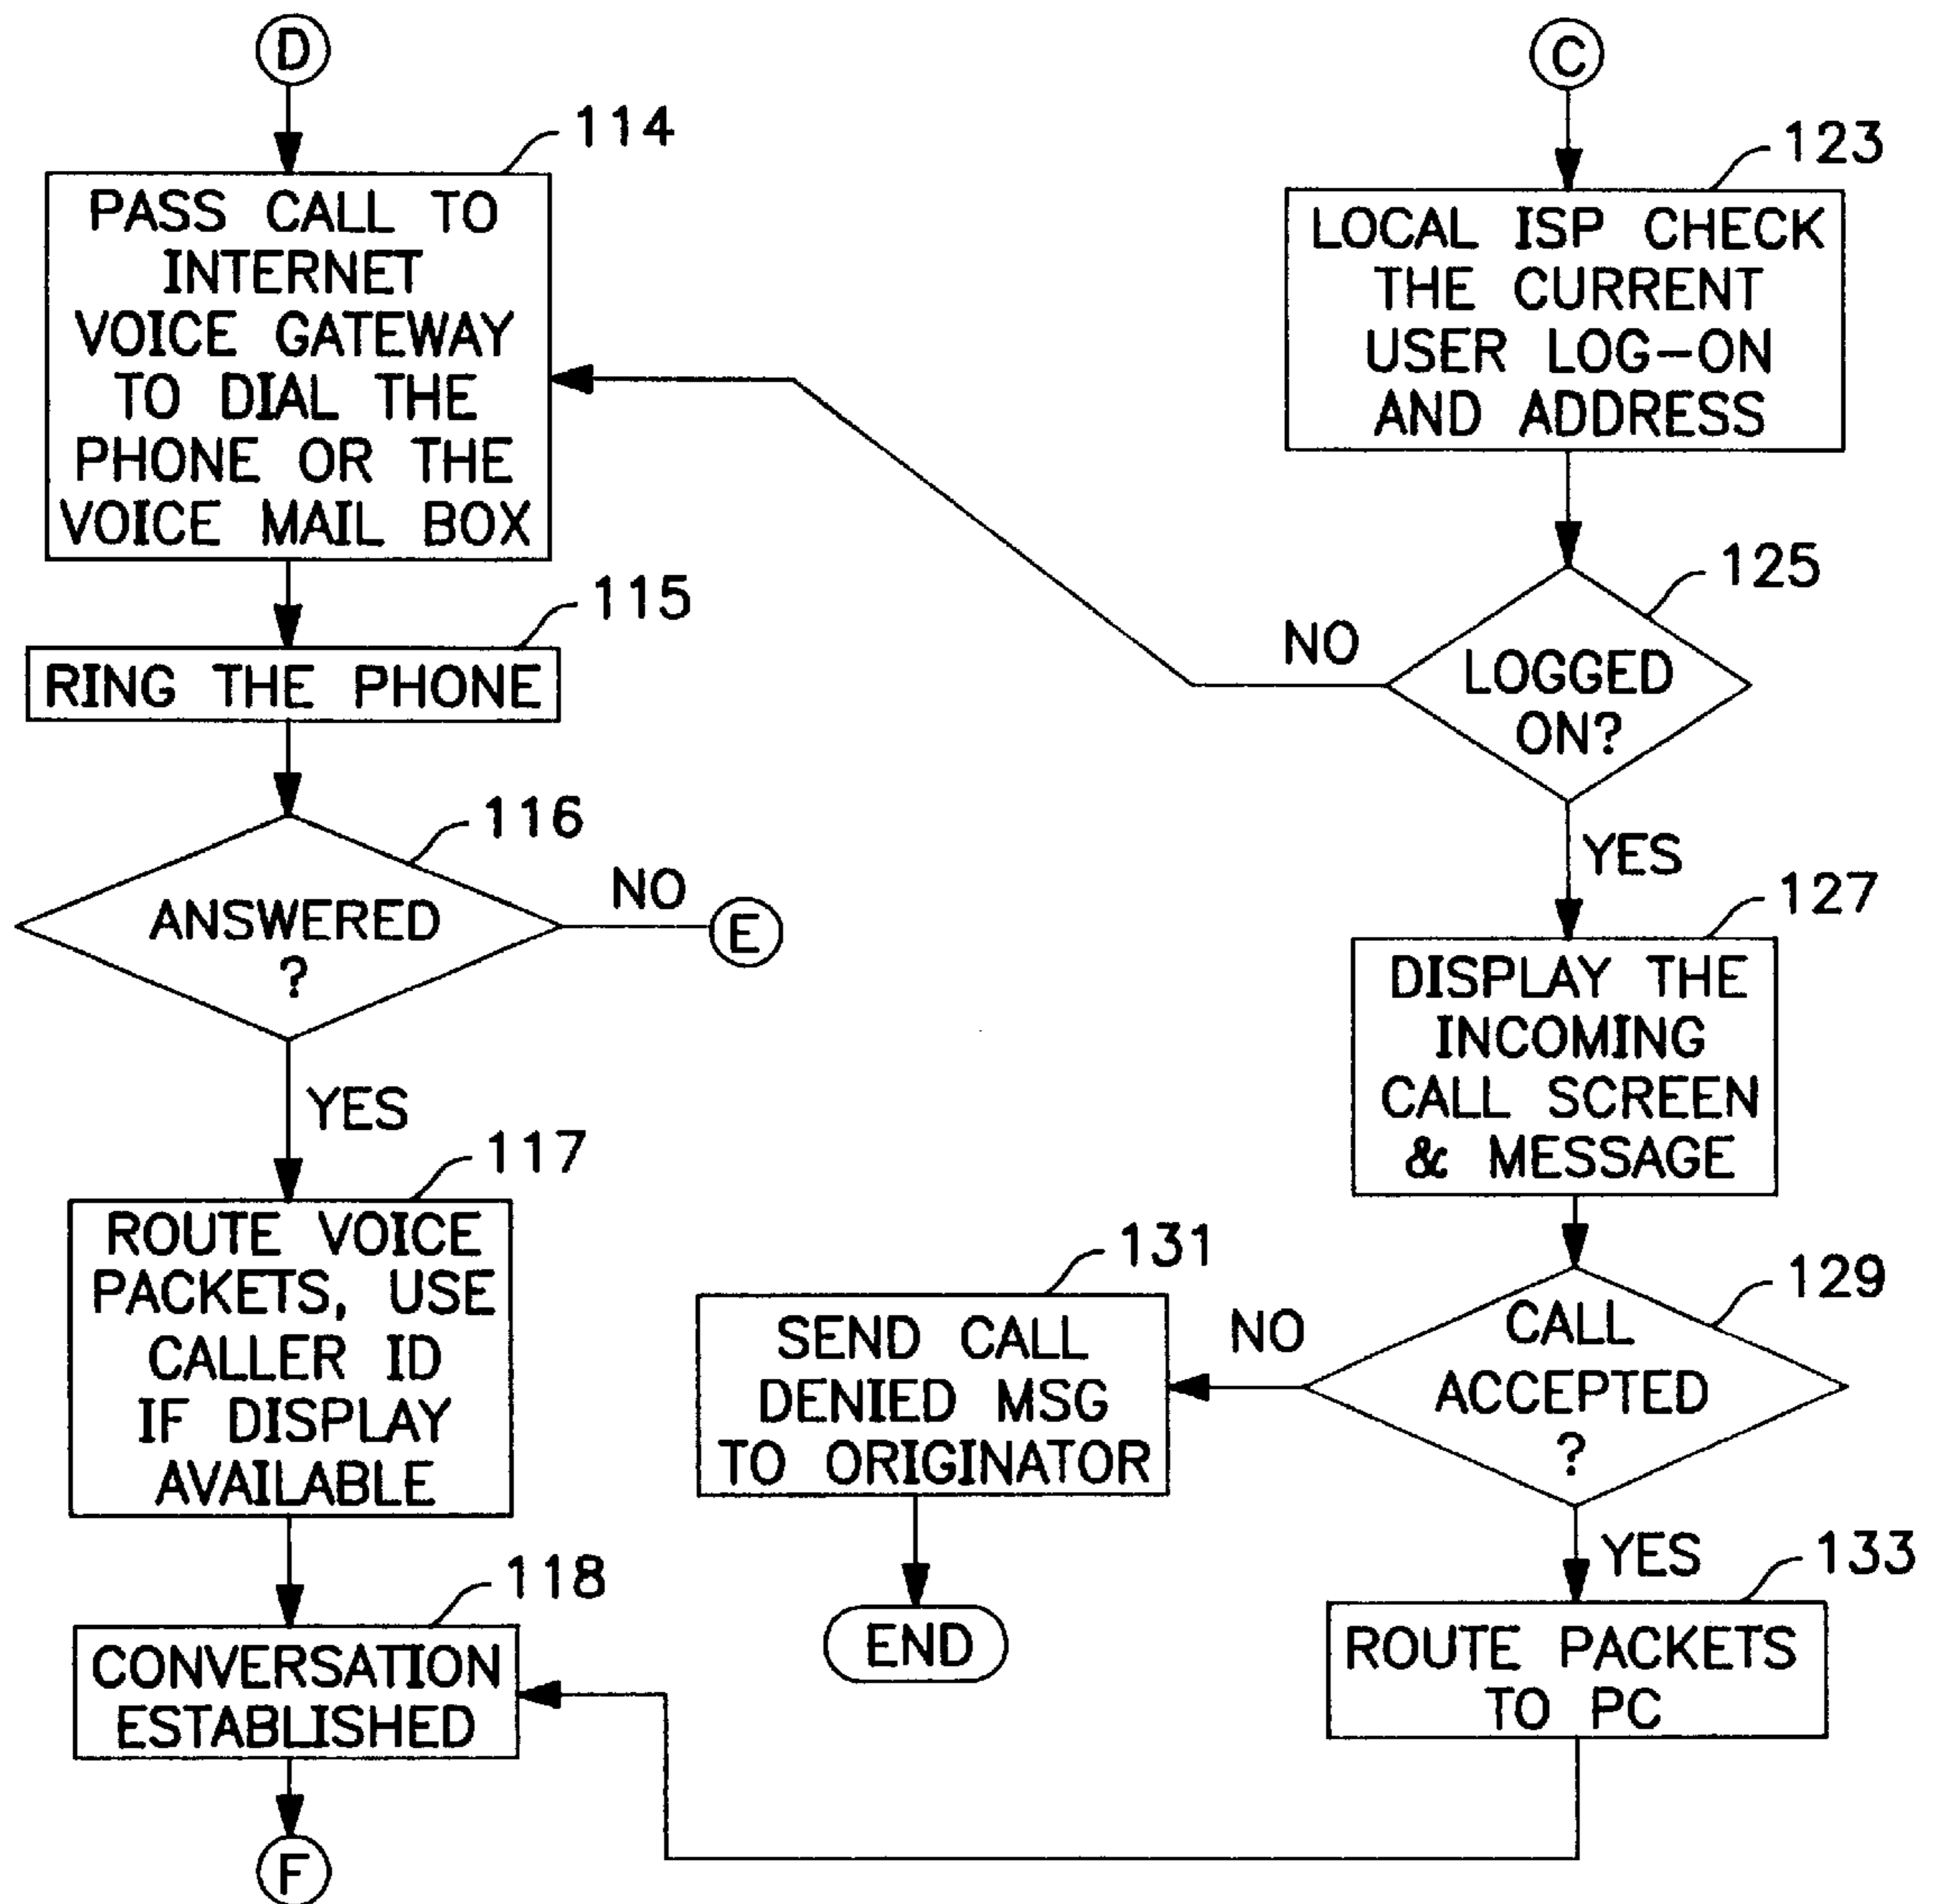 D
114
PASS CALL TO
INTERNET
VOICE GATEWAY
TO DIAL THE
PHONE OR THE
VOICE MAIL BOX
115
RING THE PHONE
116
ANSWERED
?
NO
E
YES
117
ROUTE VOICE
PACKETS, USE
CALLER ID
IF DISPLAY
AVAILABLE
118
CONVERSATION
ESTABLISHED
F
C
123
LOCAL ISP CHECK
THE CURRENT
USER LOG-ON
AND ADDRESS
125
LOGGED
ON?
NO
YES
127
DISPLAY THE
INCOMING
CALL SCREEN
& MESSAGE
129
CALL
ACCEPTED
?
NO
131
SEND CALL
DENIED MSG
TO ORIGINATOR
END
YES
133
ROUTE PACKETS
TO PC